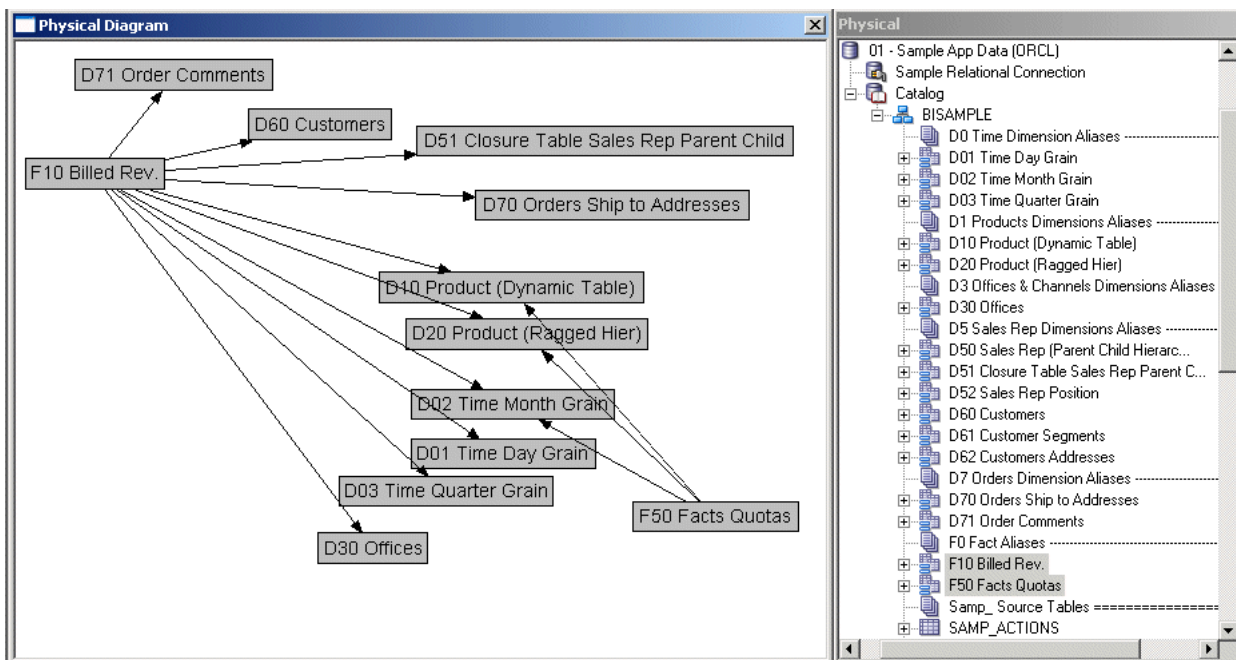 Physical Diagram
D71 Order Comments
D60 Customers
D51 Closure Table Sales Rep Parent Child
F10 Billed Rev.
D70 Orders Ship to Addresses
D10 Product (Dynamic Table)
D20 Product (Ragged Hier)
D02 Time Month Grain
D01 Time Day Grain
D03 Time Quarter Grain
F50 Facts Quotas
D30 Offices
Physical
01 - Sample App Data (ORCL)
Sample Relational Connection
Catalog
BISAMPLE
D0 Time Dimension Aliases ---------------
D01 Time Day Grain
D02 Time Month Grain
D03 Time Quarter Grain
D1 Products Dimensions Aliases ----------
D10 Product (Dynamic Table)
D20 Product (Ragged Hier)
D3 Offices & Channels Dimensions Aliases
D30 Offices
D5 Sales Rep Dimensions Aliases ---------
D50 Sales Rep (Parent Child Hierarc...
D51 Closure Table Sales Rep Parent C...
D52 Sales Rep Position
D60 Customers
D61 Customer Segments
D62 Customers Addresses
D7 Orders Dimension Aliases -------------
D70 Orders Ship to Addresses
D71 Order Comments
F0 Fact Aliases -------------------------
F10 Billed Rev.
F50 Facts Quotas
Samp_ Source Tables ==================
SAMP_ACTIONS